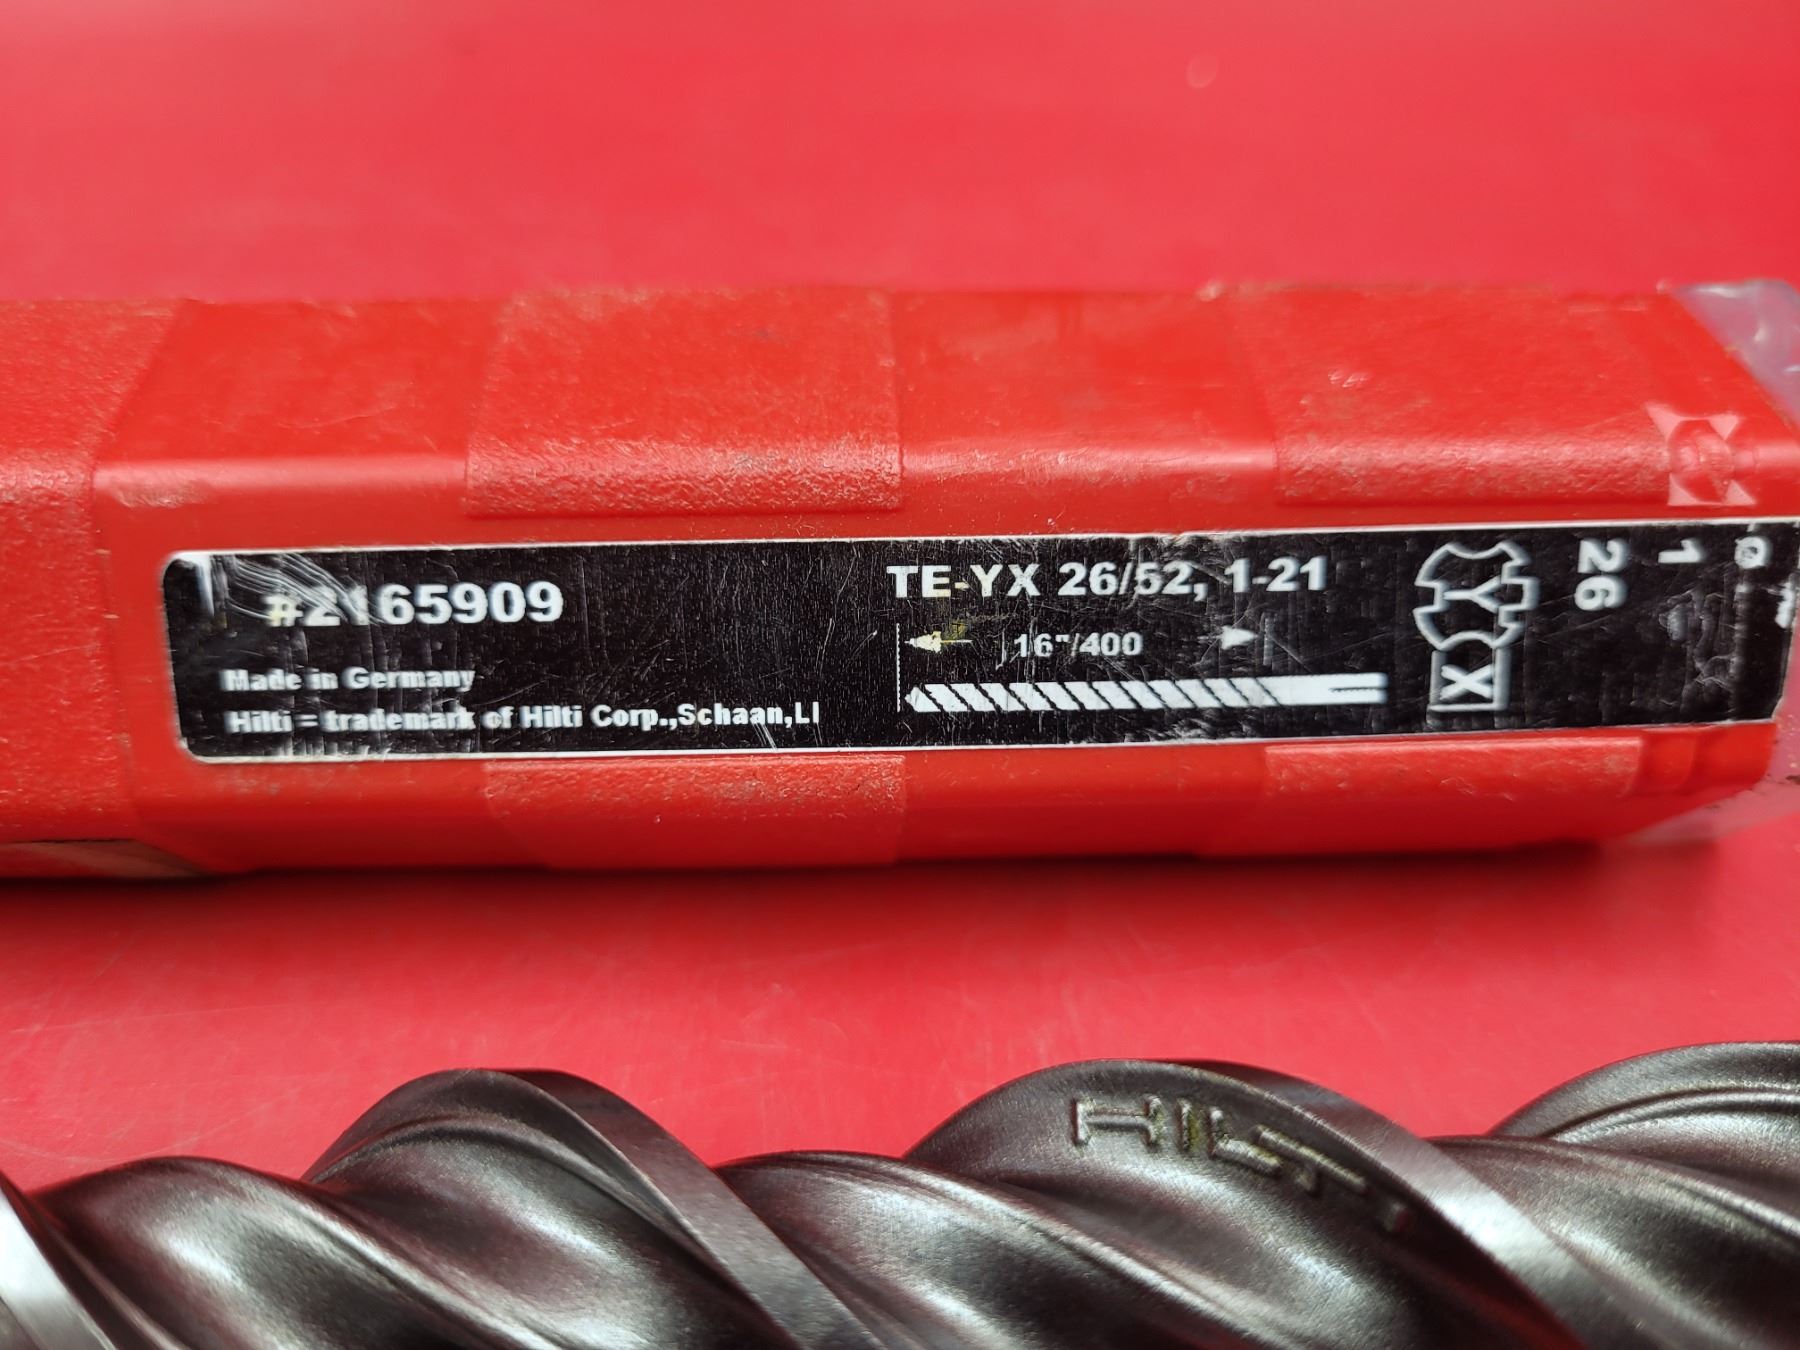 #2165909
Made in Germany
Hilti = trademark of Hilti Corp.,Schaan,LI
TE-YX 26/52, 1-21
16"/400
Y
X
26
1
Ø
HILTI